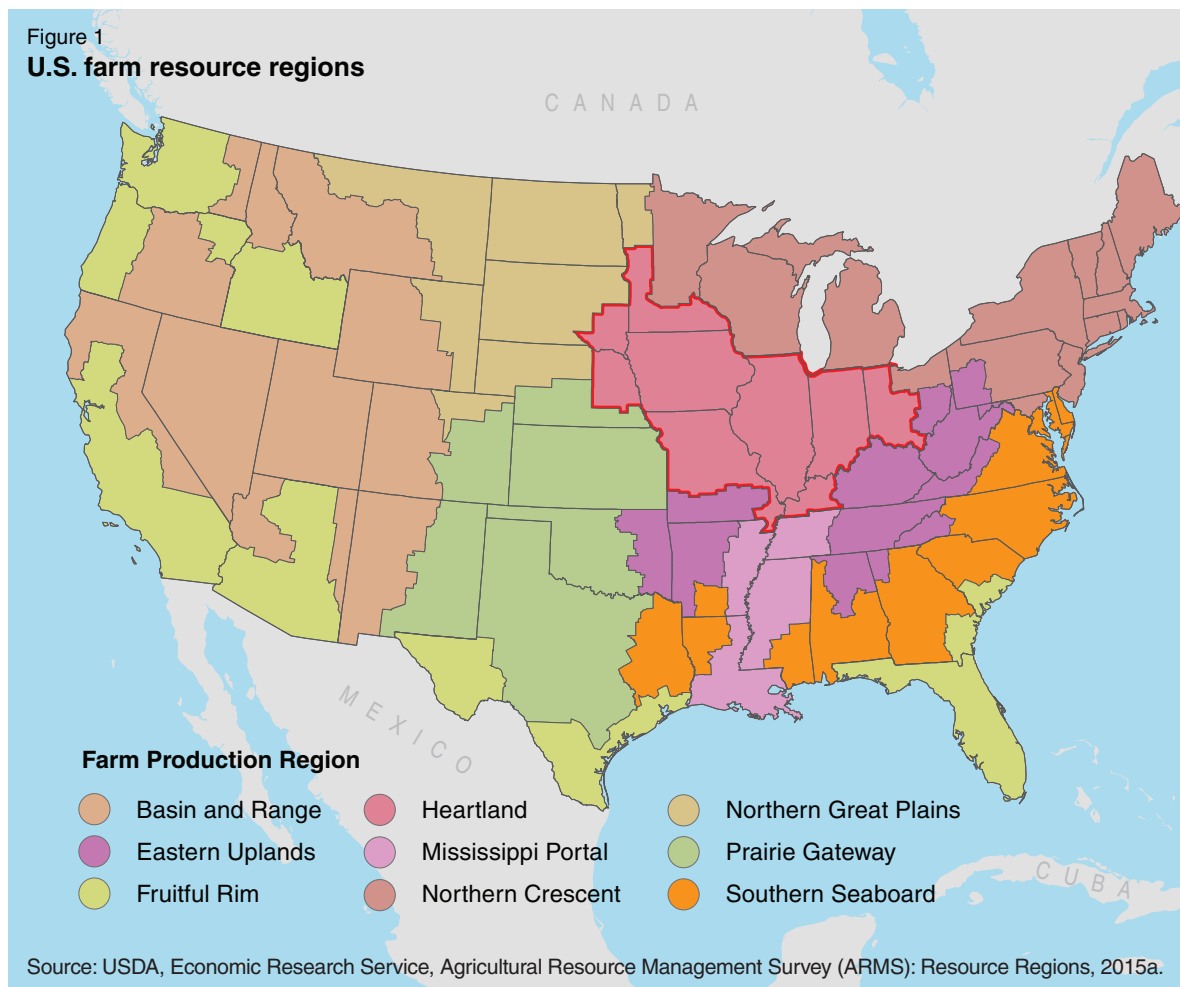 Figure 1
U.S. farm resource regions
CANADA
MEXICO
CUBA
Farm Production Region
Basin and Range
Heartland
Northern Great Plains
Eastern Uplands
Mississippi Portal
Prairie Gateway
Fruitful Rim
Northern Crescent
Southern Seaboard
Source: USDA, Economic Research Service, Agricultural Resource Management Survey (ARMS): Resource Regions, 2015a.